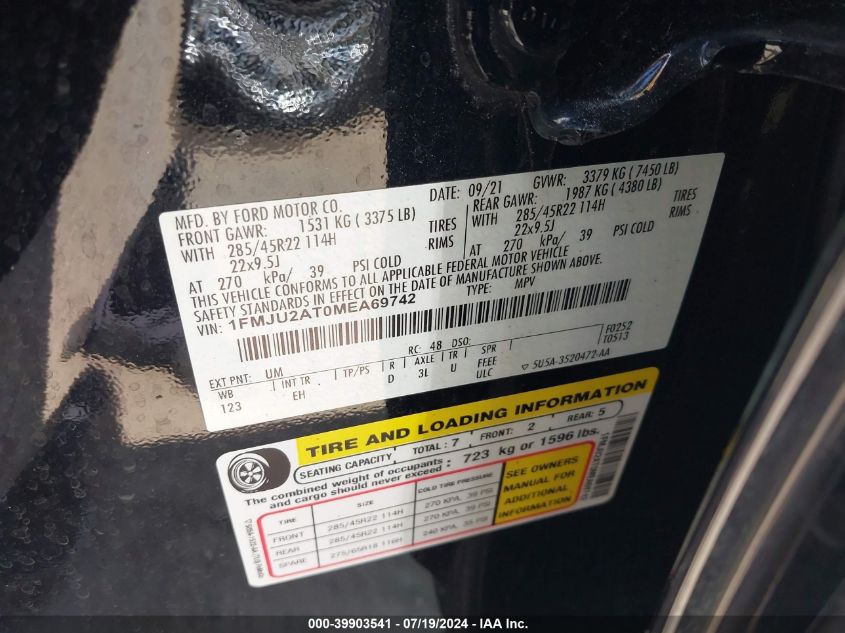 MFD. BY FORD MOTOR CO.
DATE: 09/21 GVWR: 3379 KG ( 7450 LB)
FRONT GAWR: 1531 KG ( 3375 LB)
REAR GAWR: 1987 KG ( 4380 LB)
WITH 285/45R22 114H TIRES
WITH 285/45R22 114H TIRES
22x9.5J RIMS
22x9.5J RIMS
AT 270 kPa/ 39 PSI COLD
AT 270 kPa/ 39 PSI COLD
THIS VEHICLE CONFORMS TO ALL APPLICABLE FEDERAL MOTOR VEHICLE
SAFETY STANDARDS IN EFFECT ON THE DATE OF MANUFACTURE SHOWN ABOVE.
VIN: 1FMJU2AT0MEA69742 TYPE: MPV
F0252
T0513
EXT PNT: UM RC: 48 DSO:
WB INT TR TP/PS R AXLE TR SPR
123 EH D 3L U FEEE
ULC
5U5A-3520472-AA
TIRE AND LOADING INFORMATION
SEATING CAPACITY TOTAL: 7 FRONT: 2 REAR: 5
The combined weight of occupants and cargo should never exceed: 723 kg or 1596 lbs.
TIRE SIZE COLD TIRE PRESSURE
FRONT 285/45R22 114H 270 KPA, 39 PSI
REAR 285/45R22 114H 270 KPA, 39 PSI
SPARE 275/65R18 116H 240 KPA, 35 PSI
SEE OWNERS
MANUAL FOR
ADDITIONAL
INFORMATION
000-39903541 - 07/19/2024 - IAA Inc.